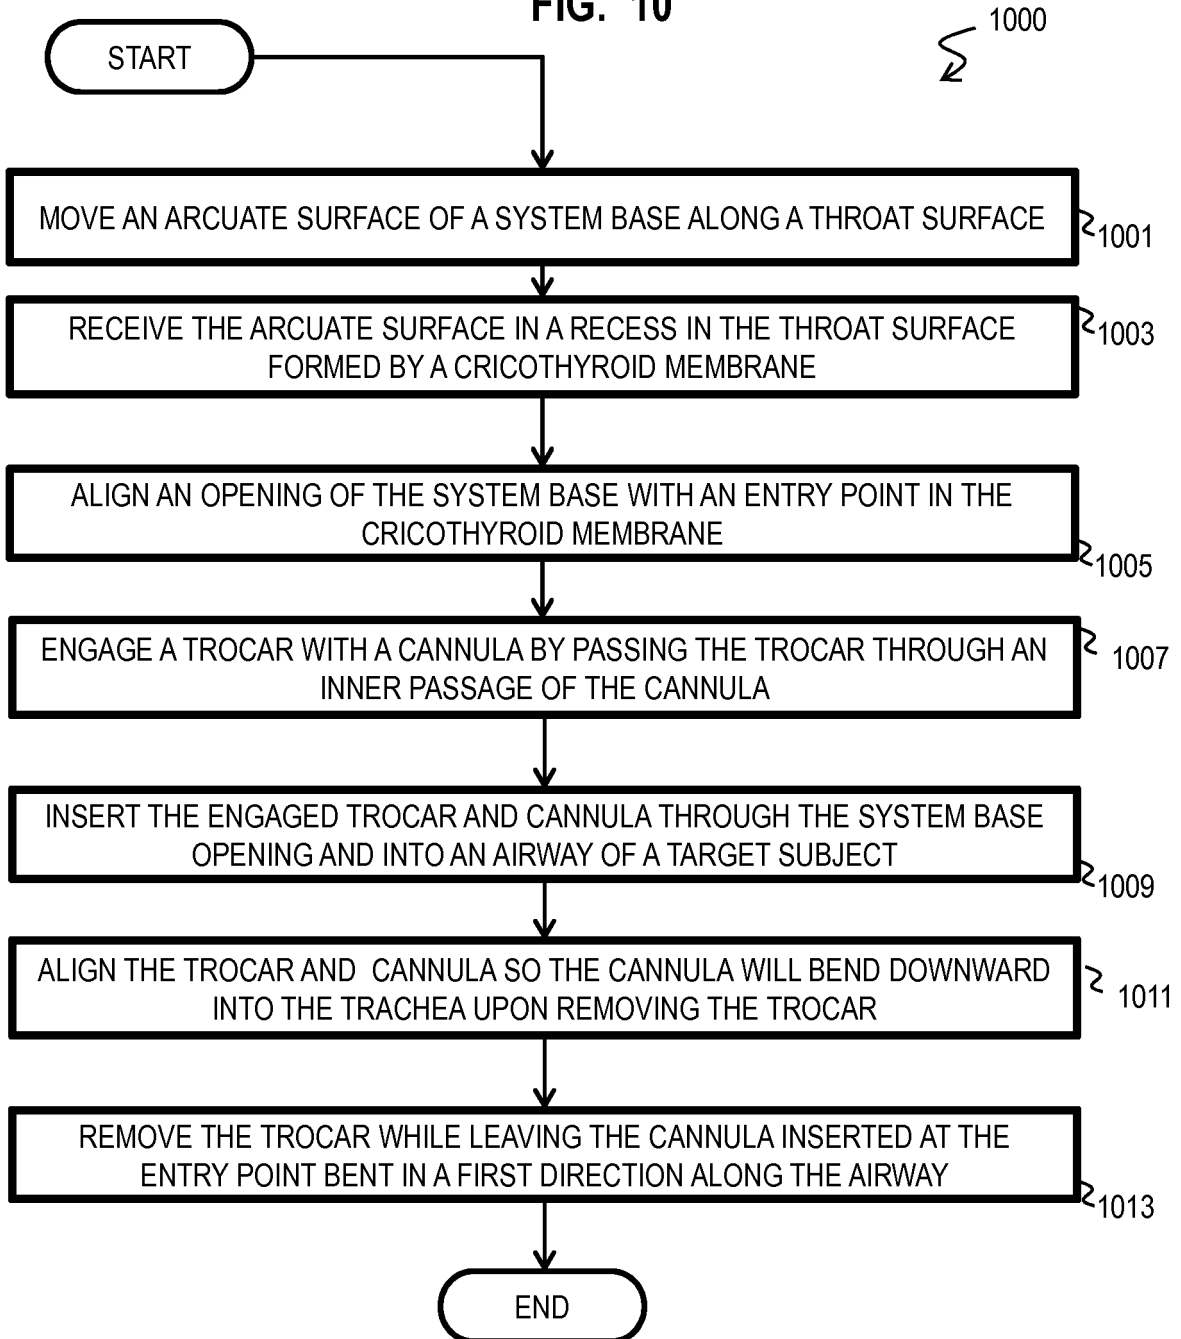 FIG. 10
1000
START
MOVE AN ARCUATE SURFACE OF A SYSTEM BASE ALONG A THROAT SURFACE
1001
RECEIVE THE ARCUATE SURFACE IN A RECESS IN THE THROAT SURFACE
FORMED BY A CRICOTHYROID MEMBRANE
1003
ALIGN AN OPENING OF THE SYSTEM BASE WITH AN ENTRY POINT IN THE
CRICOTHYROID MEMBRANE
1005
ENGAGE A TROCAR WITH A CANNULA BY PASSING THE TROCAR THROUGH AN
INNER PASSAGE OF THE CANNULA
1007
INSERT THE ENGAGED TROCAR AND CANNULA THROUGH THE SYSTEM BASE
OPENING AND INTO AN AIRWAY OF A TARGET SUBJECT
1009
ALIGN THE TROCAR AND CANNULA SO THE CANNULA WILL BEND DOWNWARD
INTO THE TRACHEA UPON REMOVING THE TROCAR
1011
REMOVE THE TROCAR WHILE LEAVING THE CANNULA INSERTED AT THE
ENTRY POINT BENT IN A FIRST DIRECTION ALONG THE AIRWAY
1013
END